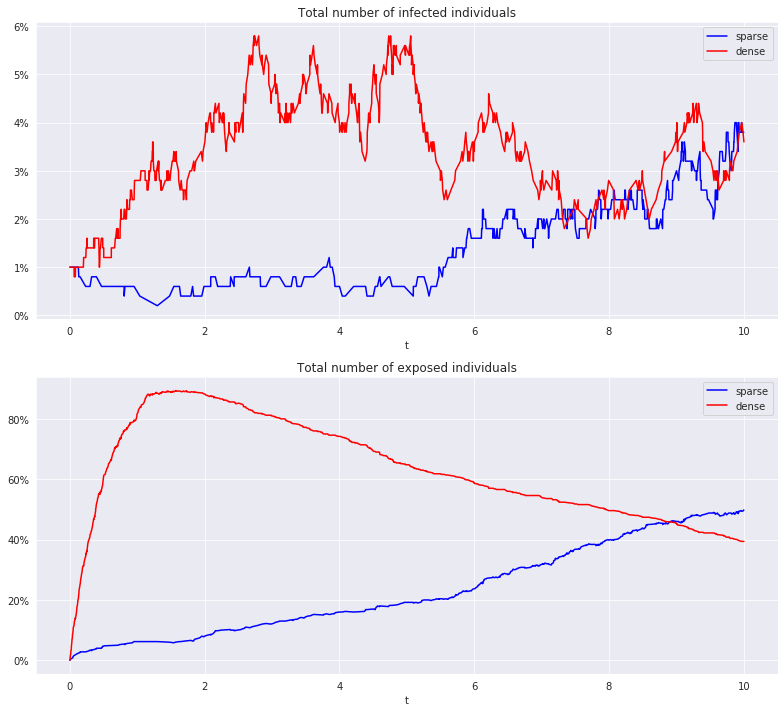 Total number of infected individuals
6%
5%
4%
3%
2%
1%
0%
sparse
dense
0 2 4 6 8 10
t
Total number of exposed individuals
80%
60%
40%
20%
0%
sparse
dense
0 2 4 6 8 10
t